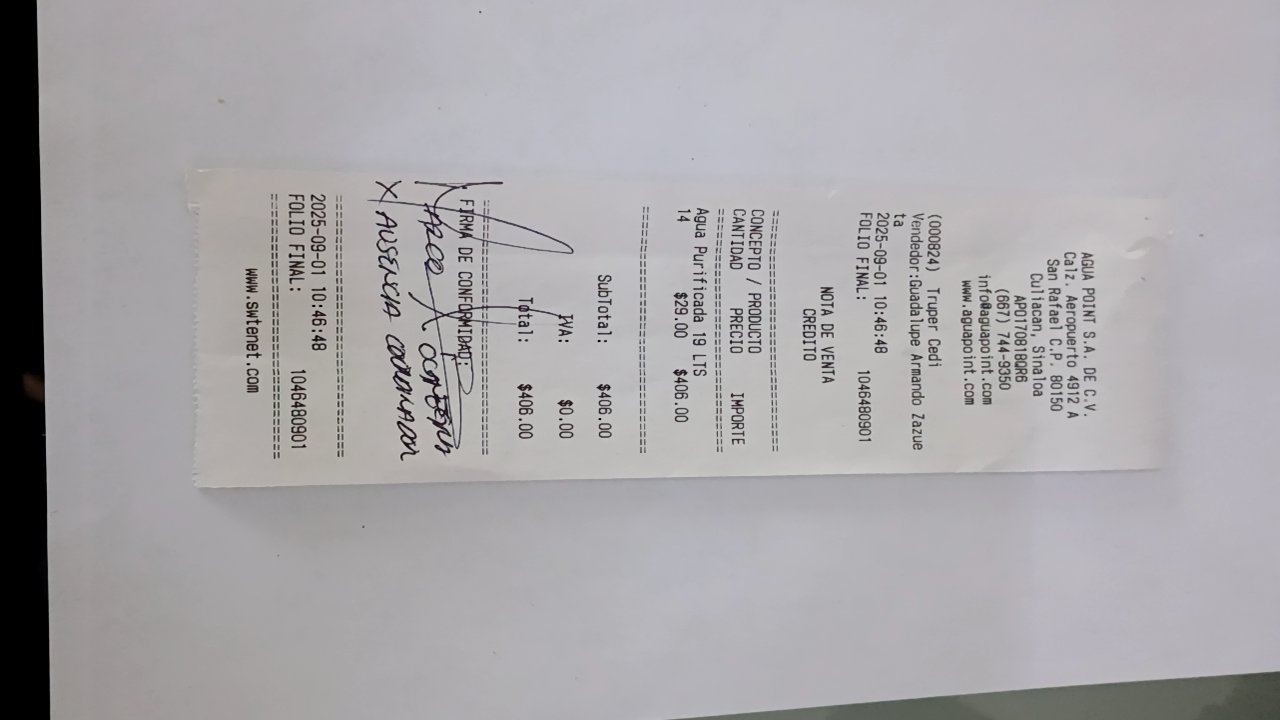 AGUA POINT S.A. DE C.V.
Calz. Aeropuerto 4912 A
San Rafael C.P. 80150
Culiacan, Sinaloa
APO170818QR6
(667) 744-9350
info@aguapoint.com
www.aguapoint.com
(000824) Truper Cedi
Vendedor:Guadalupe Armando Zazue
ta
2025-09-01 10:46:48
FOLIO FINAL: 1046480901
NOTA DE VENTA
CREDITO
================================
CONCEPTO / PRODUCTO
CANTIDAD PRECIO IMPORTE
================================
Agua Purificada 19 LTS
14 $29.00 $406.00
================================
SubTotal: $406.00
IVA: $0.00
Total: $406.00
================================
FIRMA DE CONFORMIDAD:
X AUSENCIA
================================
2025-09-01 10:46:48
FOLIO FINAL: 1046480901
================================
www.swtenet.com